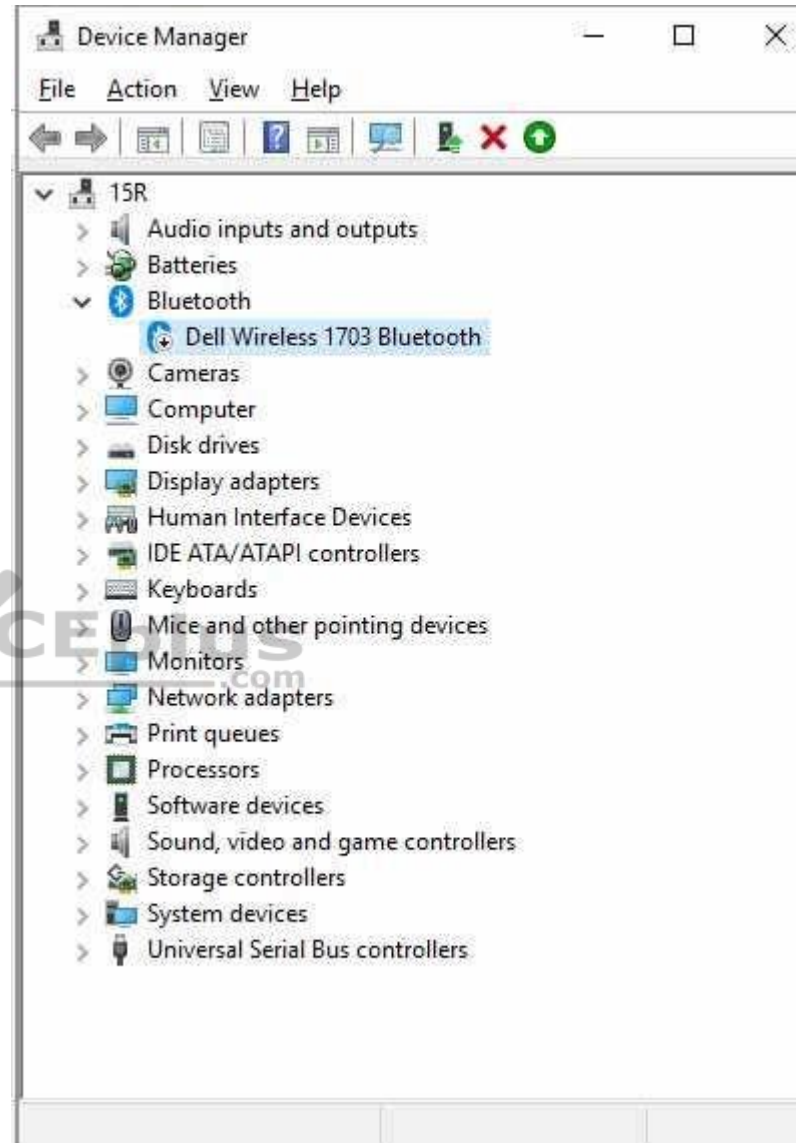 Device Manager
File Action View Help
15R
Audio inputs and outputs
Batteries
Bluetooth
Dell Wireless 1703 Bluetooth
Cameras
Computer
Disk drives
Display adapters
Human Interface Devices
IDE ATA/ATAPI controllers
Keyboards
Mice and other pointing devices
Monitors
Network adapters
Print queues
Processors
Software devices
Sound, video and game controllers
Storage controllers
System devices
Universal Serial Bus controllers
CEplus
.com